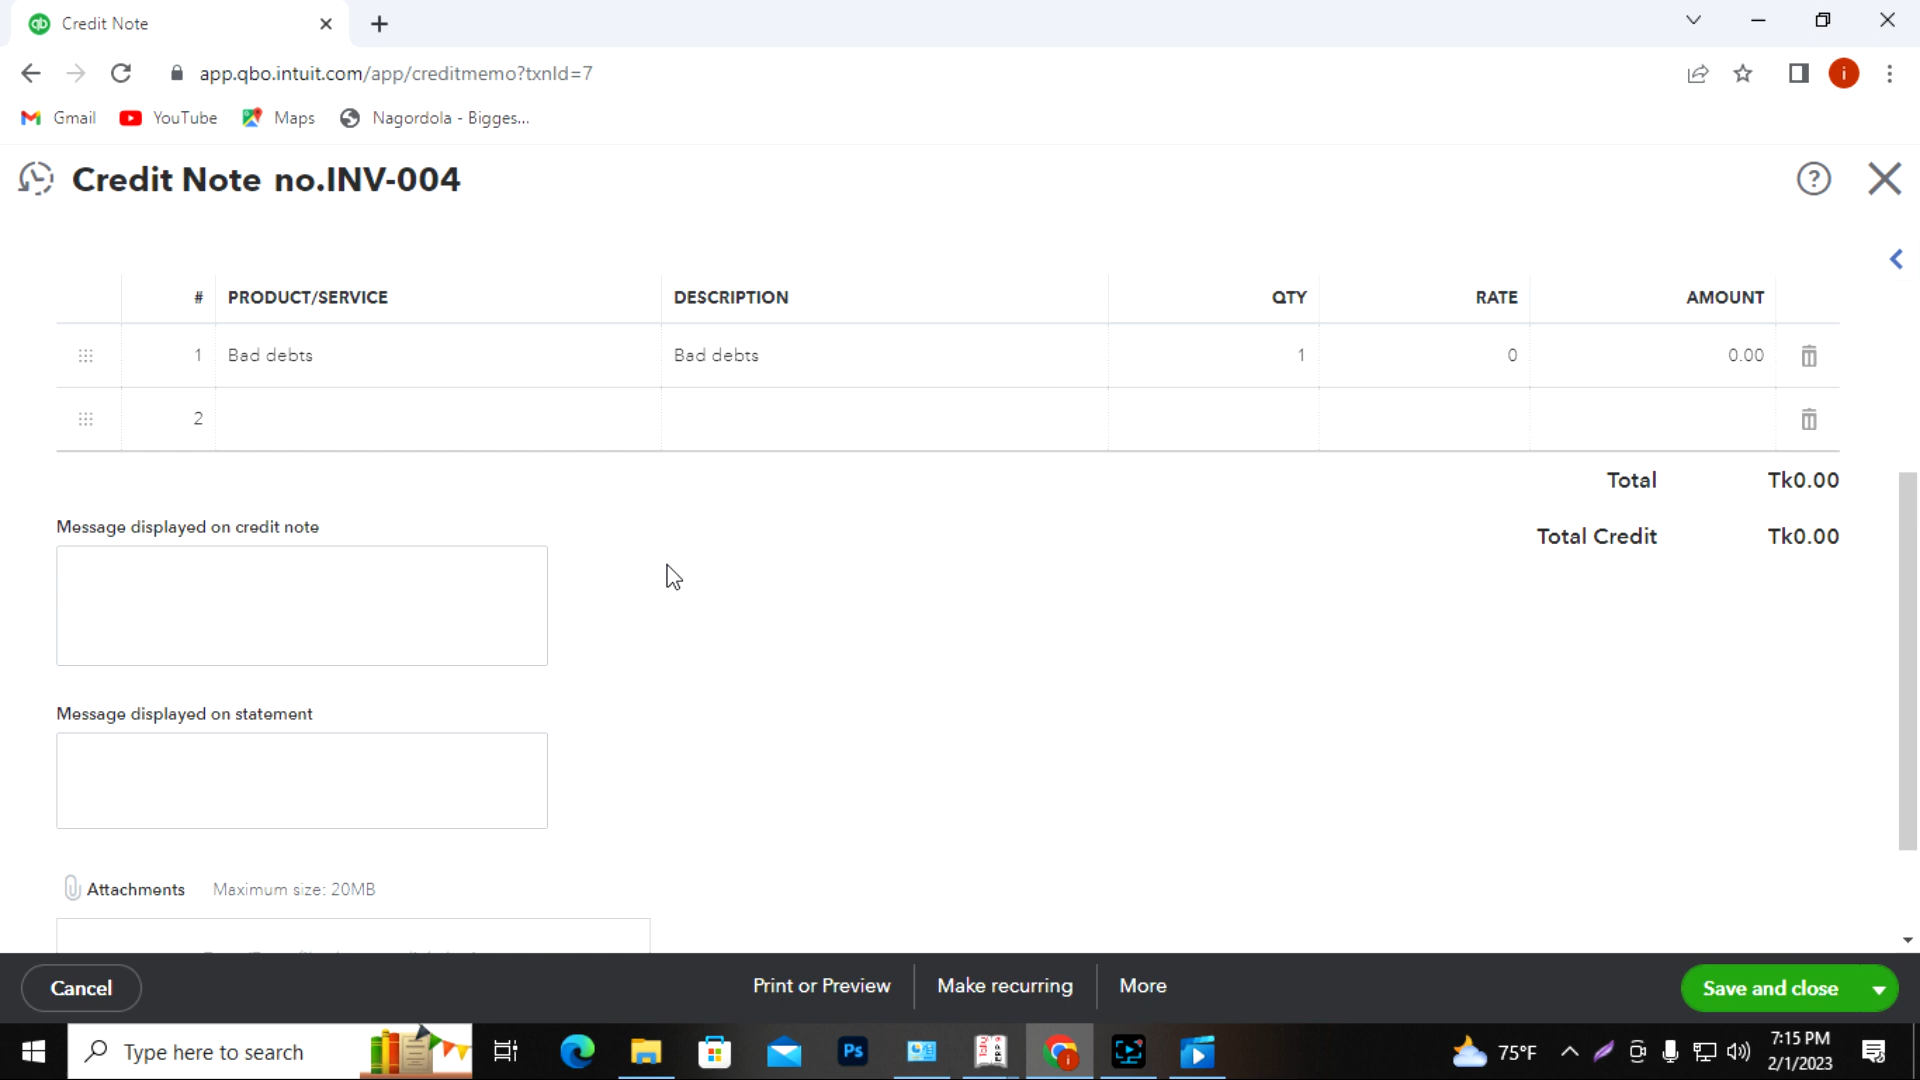 Credit Note
app.qbo.intuit.com/app/creditmemo?txnId=7
i
Gmail YouTube Maps Nagordola - Bigges...
Credit Note no.INV-004
?
# PRODUCT/SERVICE DESCRIPTION QTY RATE AMOUNT
1 Bad debts Bad debts 1 0 0.00
2
Total Tk0.00
Total Credit Tk0.00
Message displayed on credit note
Message displayed on statement
Attachments Maximum size: 20MB
Cancel Print or Preview Make recurring More Save and close
Type here to search
Ps
75°F
7:15 PM
2/1/2023